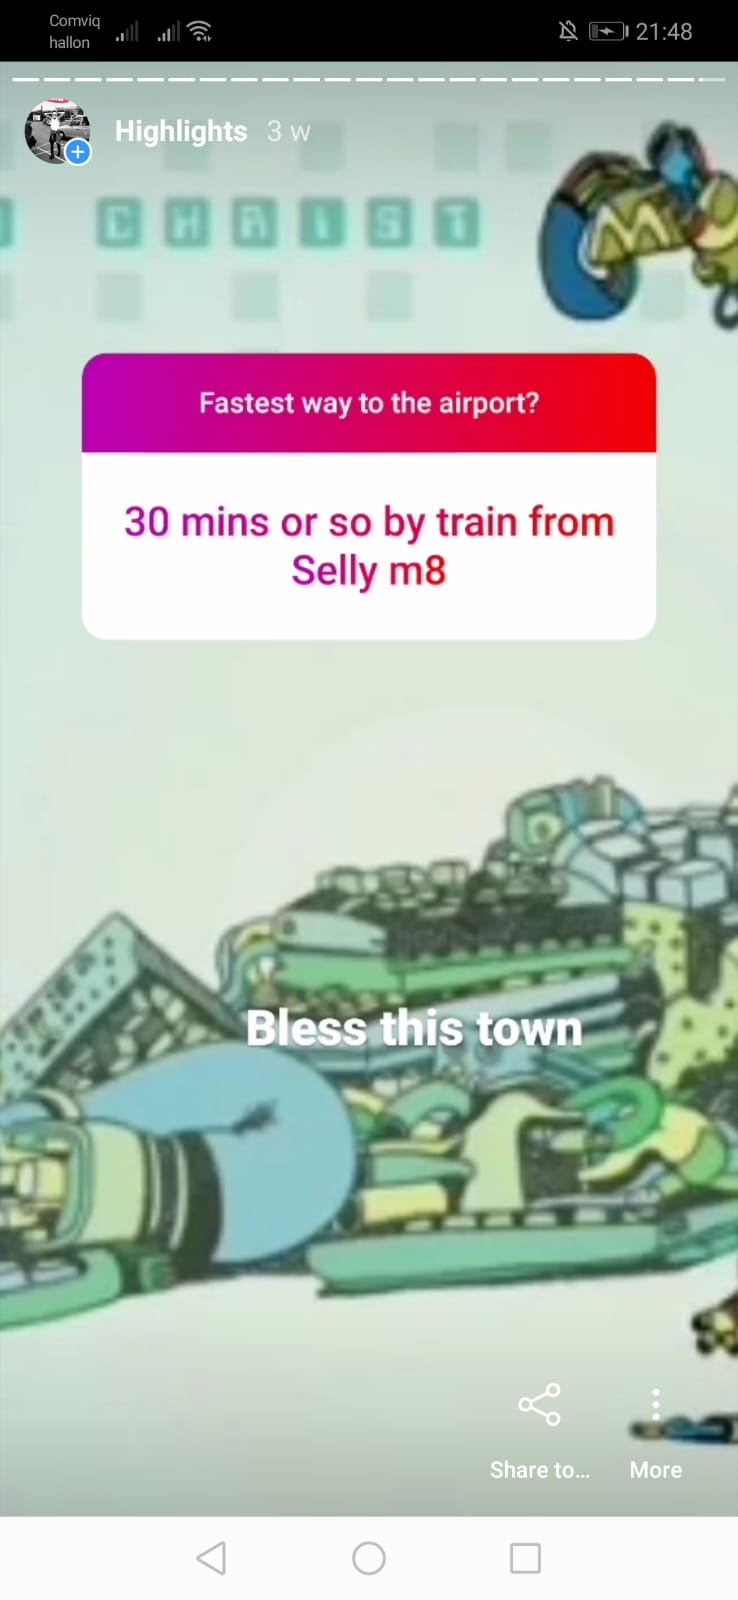 Comviq
hallon
21:48
Highlights 3 w
CHRIST
Fastest way to the airport?
30 mins or so by train from
Selly m8
Bless this town
Share to...
More